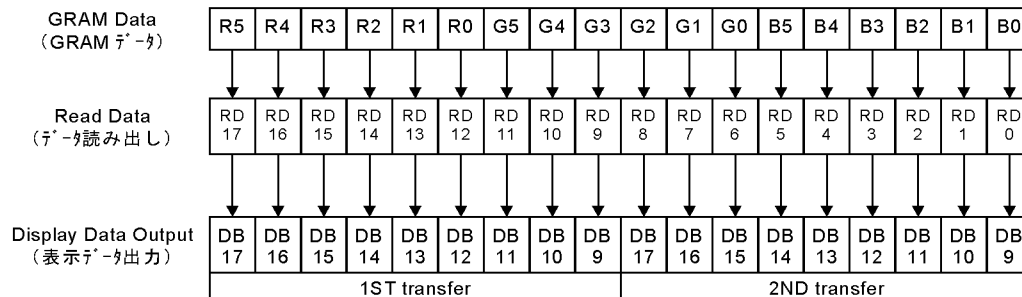 GRAM Data
（GRAM ﾃﾞｰﾀ）
R5 R4 R3 R2 R1 R0 G5 G4 G3 G2 G1 G0 B5 B4 B3 B2 B1 B0
Read Data
（ﾃﾞｰﾀ読み出し）
RD RD RD RD RD RD RD RD RD RD RD RD RD RD RD RD RD RD
17 16 15 14 13 12 11 10 9 8 7 6 5 4 3 2 1 0
Display Data Output
（表示ﾃﾞｰﾀ出力）
DB DB DB DB DB DB DB DB DB DB DB DB DB DB DB DB DB DB
17 16 15 14 13 12 11 10 9 17 16 15 14 13 12 11 10 9
1ST transfer 2ND transfer